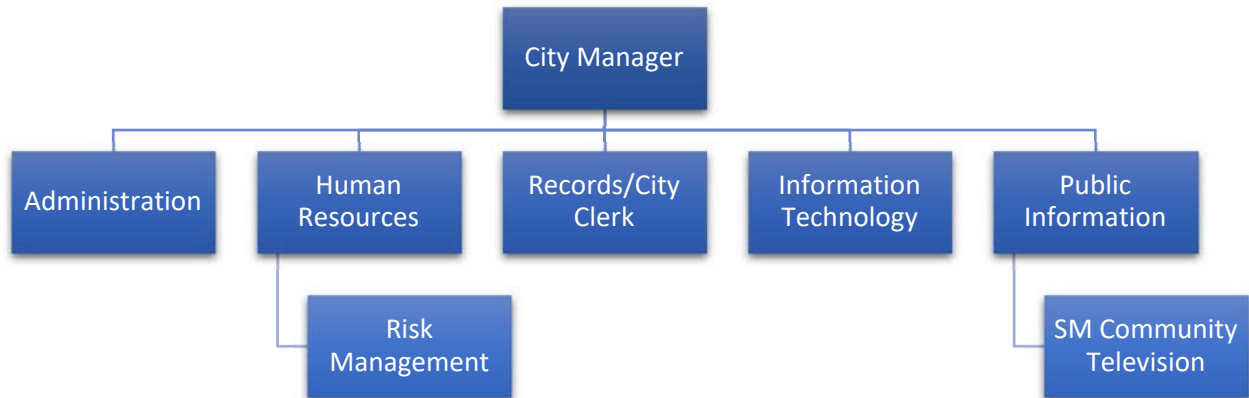 City Manager
Administration
Human
Resources
Records/City
Clerk
Information
Technology
Public
Information
Risk
Management
SM Community
Television